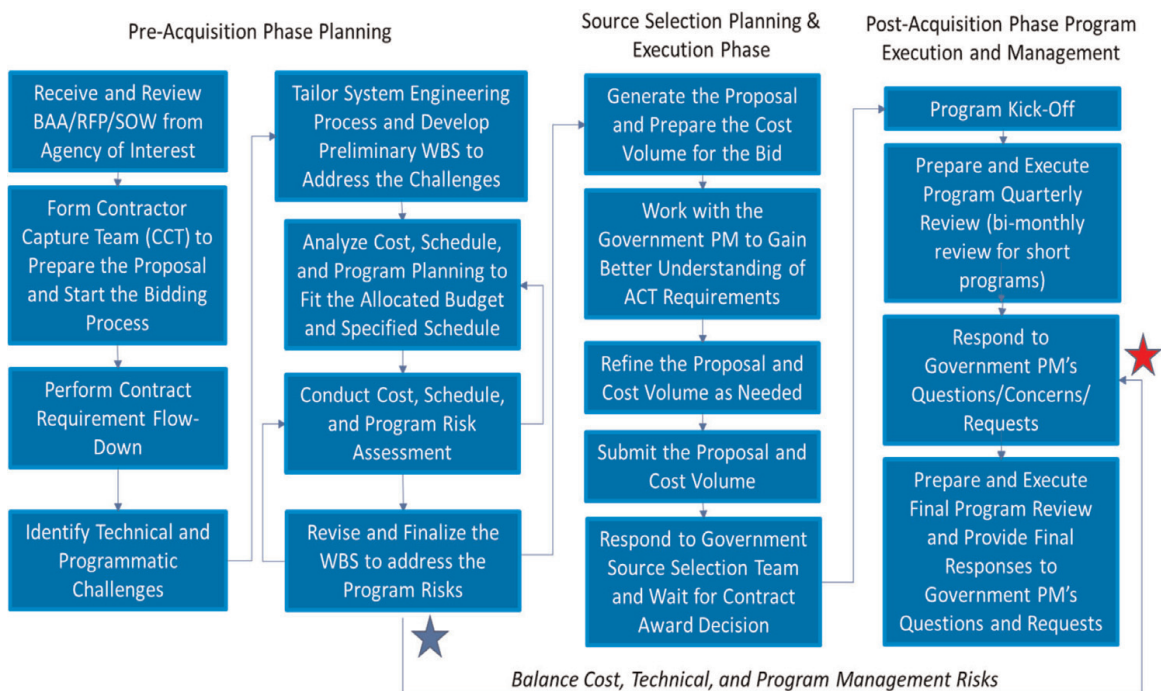 Pre-Acquisition Phase Planning
Receive and Review
BAA/RFP/SOW from
Agency of Interest
Form Contractor
Capture Team (CCT) to
Prepare the Proposal
and Start the Bidding
Process
Perform Contract
Requirement Flow-
Down
Identify Technical and
Programmatic
Challenges
Tailor System Engineering
Process and Develop
Preliminary WBS to
Address the Challenges
Analyze Cost, Schedule,
and Program Planning to
Fit the Allocated Budget
and Specified Schedule
Conduct Cost, Schedule,
and Program Risk
Assessment
Revise and Finalize the
WBS to address the
Program Risks
Source Selection Planning &
Execution Phase
Generate the Proposal
and Prepare the Cost
Volume for the Bid
Work with the
Government PM to Gain
Better Understanding of
ACT Requirements
Refine the Proposal and
Cost Volume as Needed
Submit the Proposal and
Cost Volume
Respond to Government
Source Selection Team
and Wait for Contract
Award Decision
Post-Acquisition Phase Program
Execution and Management
Program Kick-Off
Prepare and Execute
Program Quarterly
Review (bi-monthly
review for short
programs)
Respond to
Government PM's
Questions/Concerns/
Requests
Prepare and Execute
Final Program Review
and Provide Final
Responses to
Government PM's
Questions and Requests
Balance Cost, Technical, and Program Management Risks